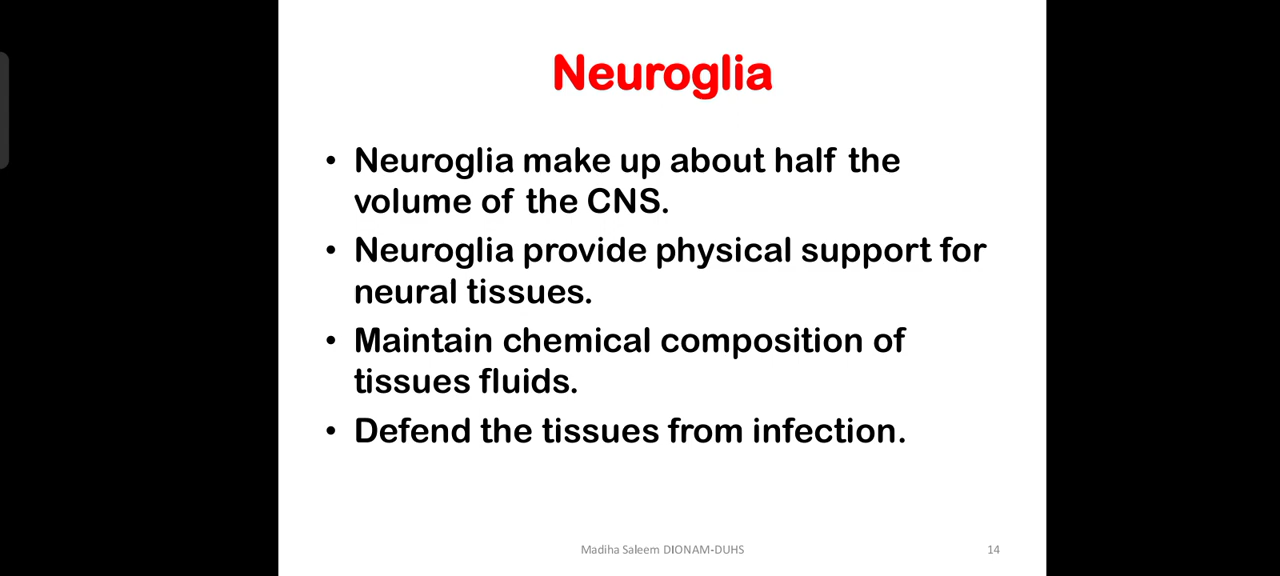 Neuroglia
• Neuroglia make up about half the
volume of the CNS.
• Neuroglia provide physical support for
neural tissues.
• Maintain chemical composition of
tissues fluids.
• Defend the tissues from infection.
Madiha Saleem DIONAM-DUHS
14